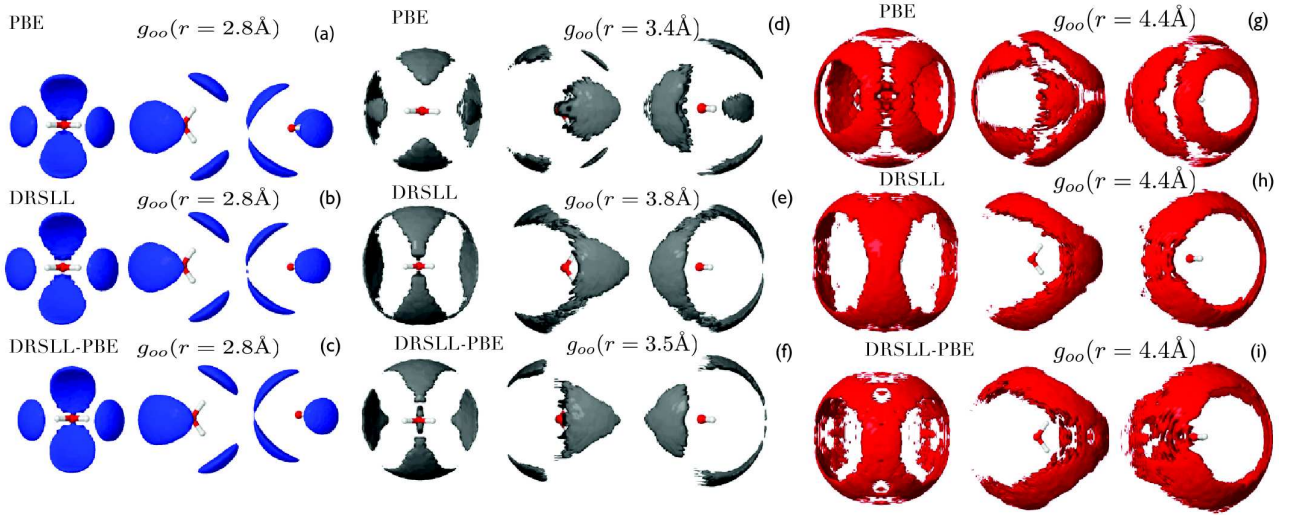 PBE
g_oo(r = 2.8Å)
(a)
DRSLL
g_oo(r = 2.8Å)
(b)
DRSLL-PBE
g_oo(r = 2.8Å)
(c)
PBE
g_oo(r = 3.4Å)
(d)
DRSLL
g_oo(r = 3.8Å)
(e)
DRSLL-PBE
g_oo(r = 3.5Å)
(f)
PBE
g_oo(r = 4.4Å)
(g)
DRSLL
g_oo(r = 4.4Å)
(h)
DRSLL-PBE
g_oo(r = 4.4Å)
(i)